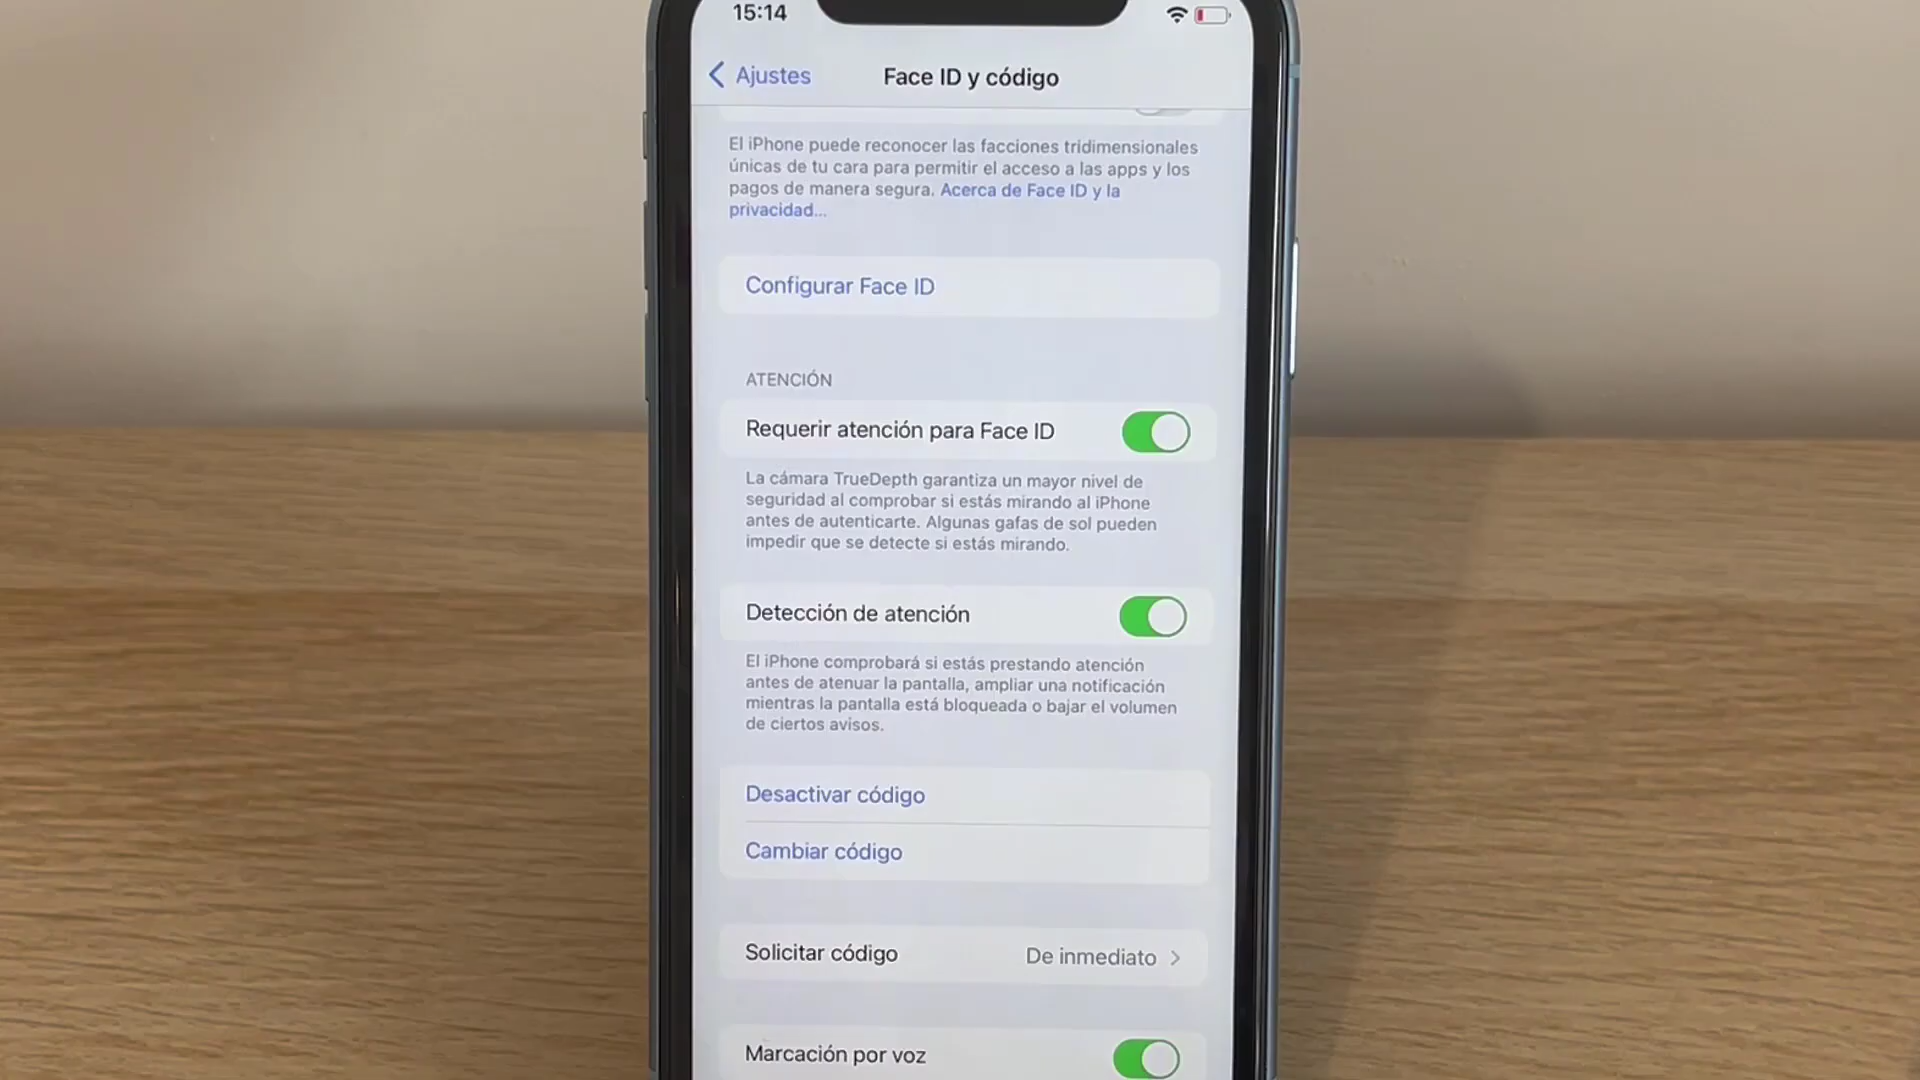 15:14
Ajustes
Face ID y código
El iPhone puede reconocer las facciones tridimensionales
únicas de tu cara para permitir el acceso a las apps y los
pagos de manera segura. Acerca de Face ID y la
privacidad...
Configurar Face ID
ATENCIÓN
Requerir atención para Face ID
La cámara TrueDepth garantiza un mayor nivel de
seguridad al comprobar si estás mirando al iPhone
antes de autenticarte. Algunas gafas de sol pueden
impedir que se detecte si estás mirando.
Detección de atención
El iPhone comprobará si estás prestando atención
antes de atenuar la pantalla, ampliar una notificación
mientras la pantalla está bloqueada o bajar el volumen
de ciertos avisos.
Desactivar código
Cambiar código
Solicitar código
De inmediato
Marcación por voz